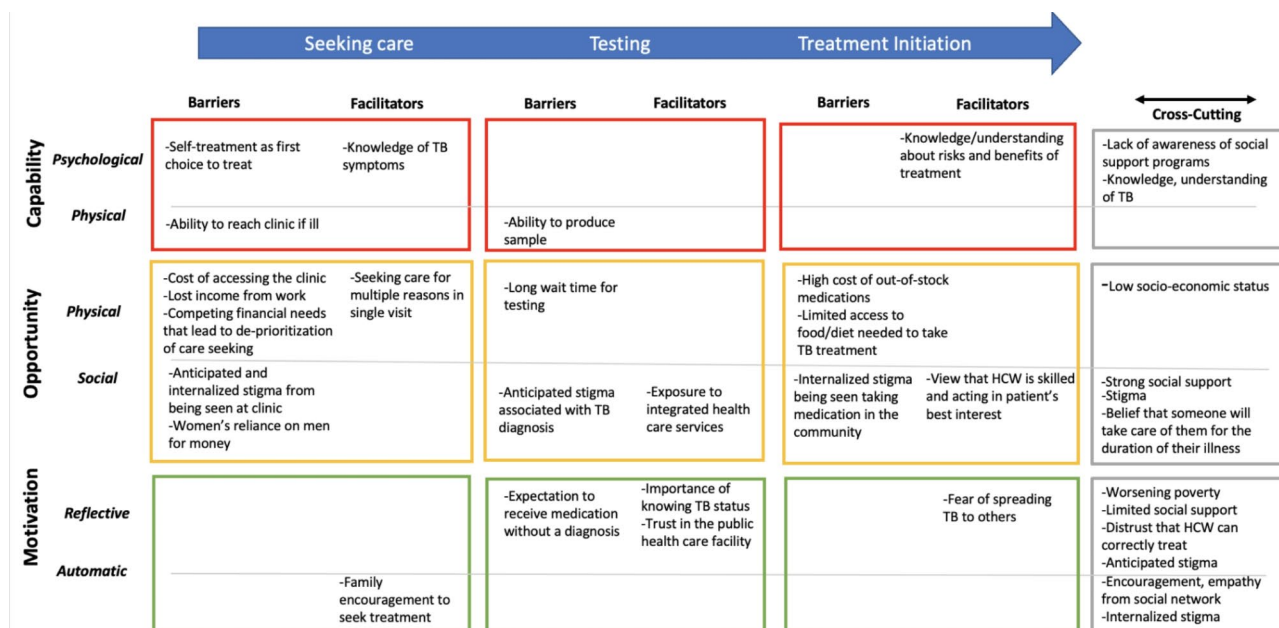 Seeking care
Testing
Treatment Initiation
Barriers
Facilitators
Barriers
Facilitators
Barriers
Facilitators
Cross-Cutting
Capability
Psychological
-Self-treatment as first
choice to treat
-Knowledge of TB
symptoms
-Knowledge/understanding
about risks and benefits of
treatment
-Lack of awareness of social
support programs
-Knowledge, understanding
of TB
Physical
-Ability to reach clinic if ill
-Ability to produce
sample
Opportunity
Physical
-Cost of accessing the clinic
-Lost income from work
-Competing financial needs
that lead to de-prioritization
of care seeking
-Seeking care for
multiple reasons in
single visit
-Long wait time for
testing
-High cost of out-of-stock
medications
-Limited access to
food/diet needed to take
TB treatment
-Low socio-economic status
Social
-Anticipated and
internalized stigma from
being seen at clinic
-Women's reliance on men
for money
-Anticipated stigma
associated with TB
diagnosis
-Exposure to
integrated health
care services
-Internalized stigma
being seen taking
medication in the
community
-View that HCW is skilled
and acting in patient's
best interest
-Strong social support
-Stigma
-Belief that someone will
take care of them for the
duration of their illness
Motivation
Reflective
-Expectation to
receive medication
without a diagnosis
-Importance of
knowing TB status
-Trust in the public
health care facility
-Fear of spreading
TB to others
-Worsening poverty
-Limited social support
-Distrust that HCW can
correctly treat
-Anticipated stigma
Automatic
-Family
encouragement to
seek treatment
-Encouragement, empathy
from social network
-Internalized stigma